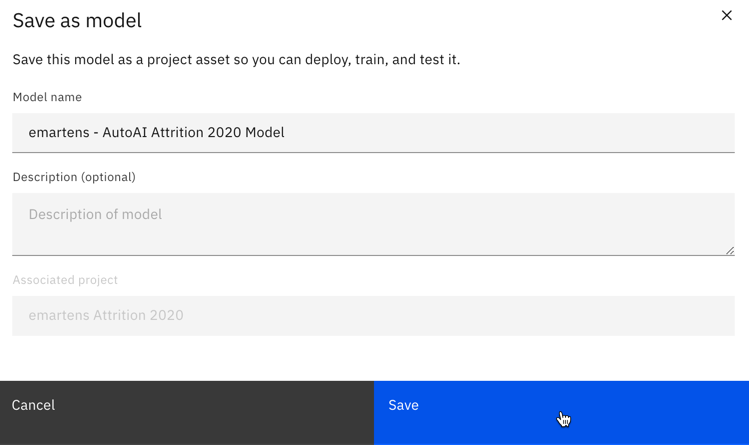 Save as model
Save this model as a project asset so you can deploy, train, and test it.
Model name
emartens - AutoAI Attrition 2020 Model
Description (optional)
Description of model
Associated project
emartens Attrition 2020
Cancel
Save